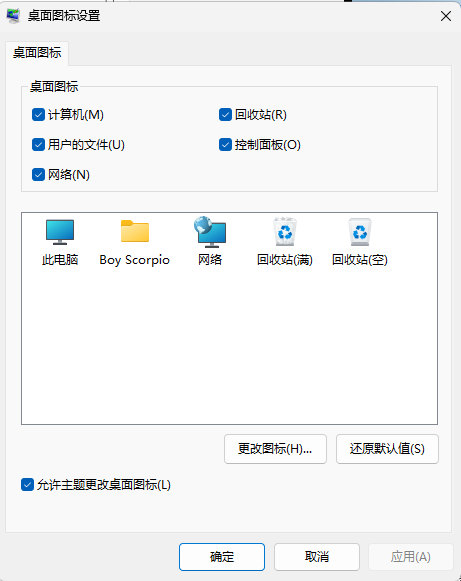 桌面图标设置
桌面图标
桌面图标
计算机(M)
回收站(R)
用户的文件(U)
控制面板(O)
网络(N)
此电脑
Boy Scorpio
网络
回收站(满)
回收站(空)
更改图标(H)...
还原默认值(S)
允许主题更改桌面图标(L)
确定
取消
应用(A)